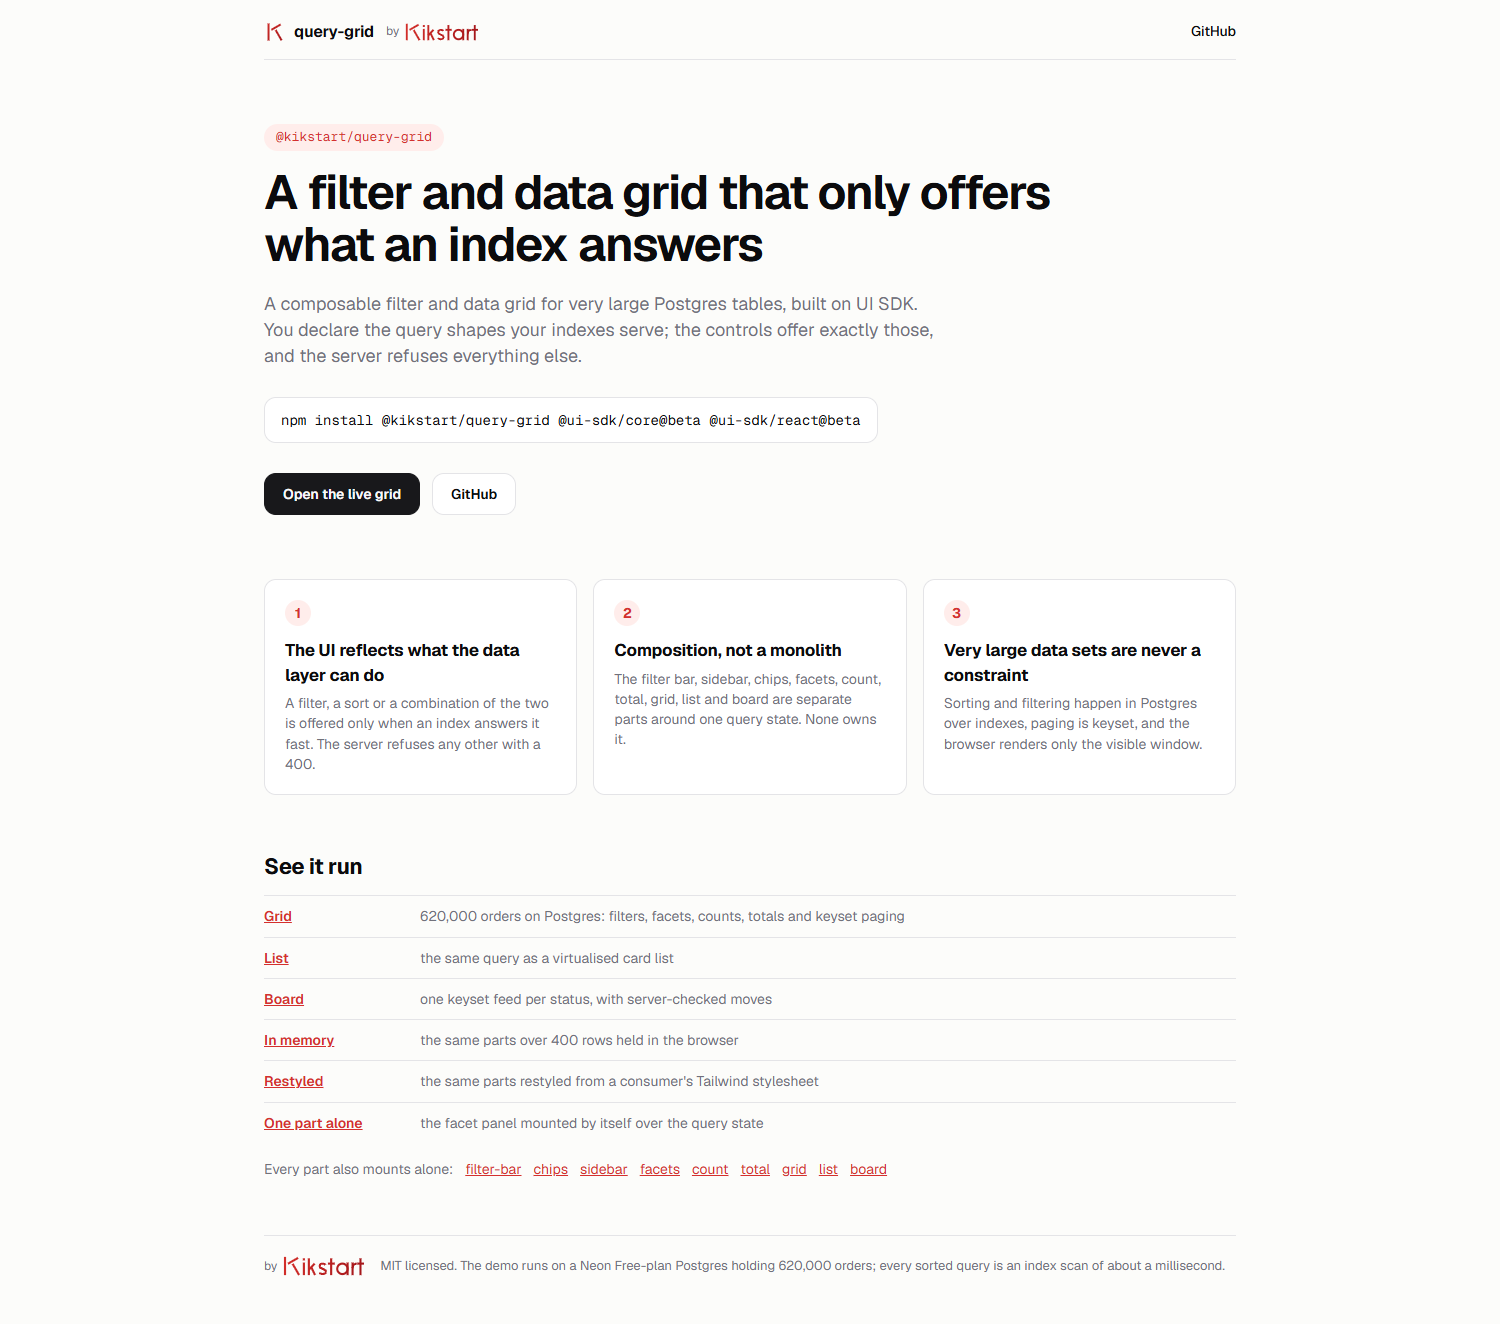 query-grid by Kikstart
GitHub
@kikstart/query-grid
A filter and data grid that only offers
what an index answers
A composable filter and data grid for very large Postgres tables, built on UI SDK.
You declare the query shapes your indexes serve; the controls offer exactly those,
and the server refuses everything else.
npm install @kikstart/query-grid @ui-sdk/core@beta @ui-sdk/react@beta
Open the live grid
GitHub
1
The UI reflects what the data
layer can do
A filter, a sort or a combination of the two
is offered only when an index answers it
fast. The server refuses any other with a
400.
2
Composition, not a monolith
The filter bar, sidebar, chips, facets, count,
total, grid, list and board are separate
parts around one query state. None owns
it.
3
Very large data sets are never a
constraint
Sorting and filtering happen in Postgres
over indexes, paging is keyset, and the
browser renders only the visible window.
See it run
Grid 620,000 orders on Postgres: filters, facets, counts, totals and keyset paging
List the same query as a virtualised card list
Board one keyset feed per status, with server-checked moves
In memory the same parts over 400 rows held in the browser
Restyled the same parts restyled from a consumer's Tailwind stylesheet
One part alone the facet panel mounted by itself over the query state
Every part also mounts alone: filter-bar chips sidebar facets count total grid list board
by Kikstart MIT licensed. The demo runs on a Neon Free-plan Postgres holding 620,000 orders; every sorted query is an index scan of about a millisecond.